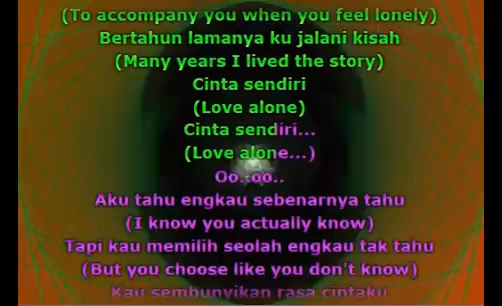 (To accompany you when you feel lonely)
Bertahun lamanya ku jalani kisah
(Many years I lived the story)
Cinta sendiri
(Love alone)
Cinta sendiri...
(Love alone...)
Oo..oo..
Aku tahu engkau sebenarnya tahu
(I know you actually know)
Tapi kau memilih seolah engkau tak tahu
(But you choose like you don't know)
Kau sembunyikan rasa cintaku